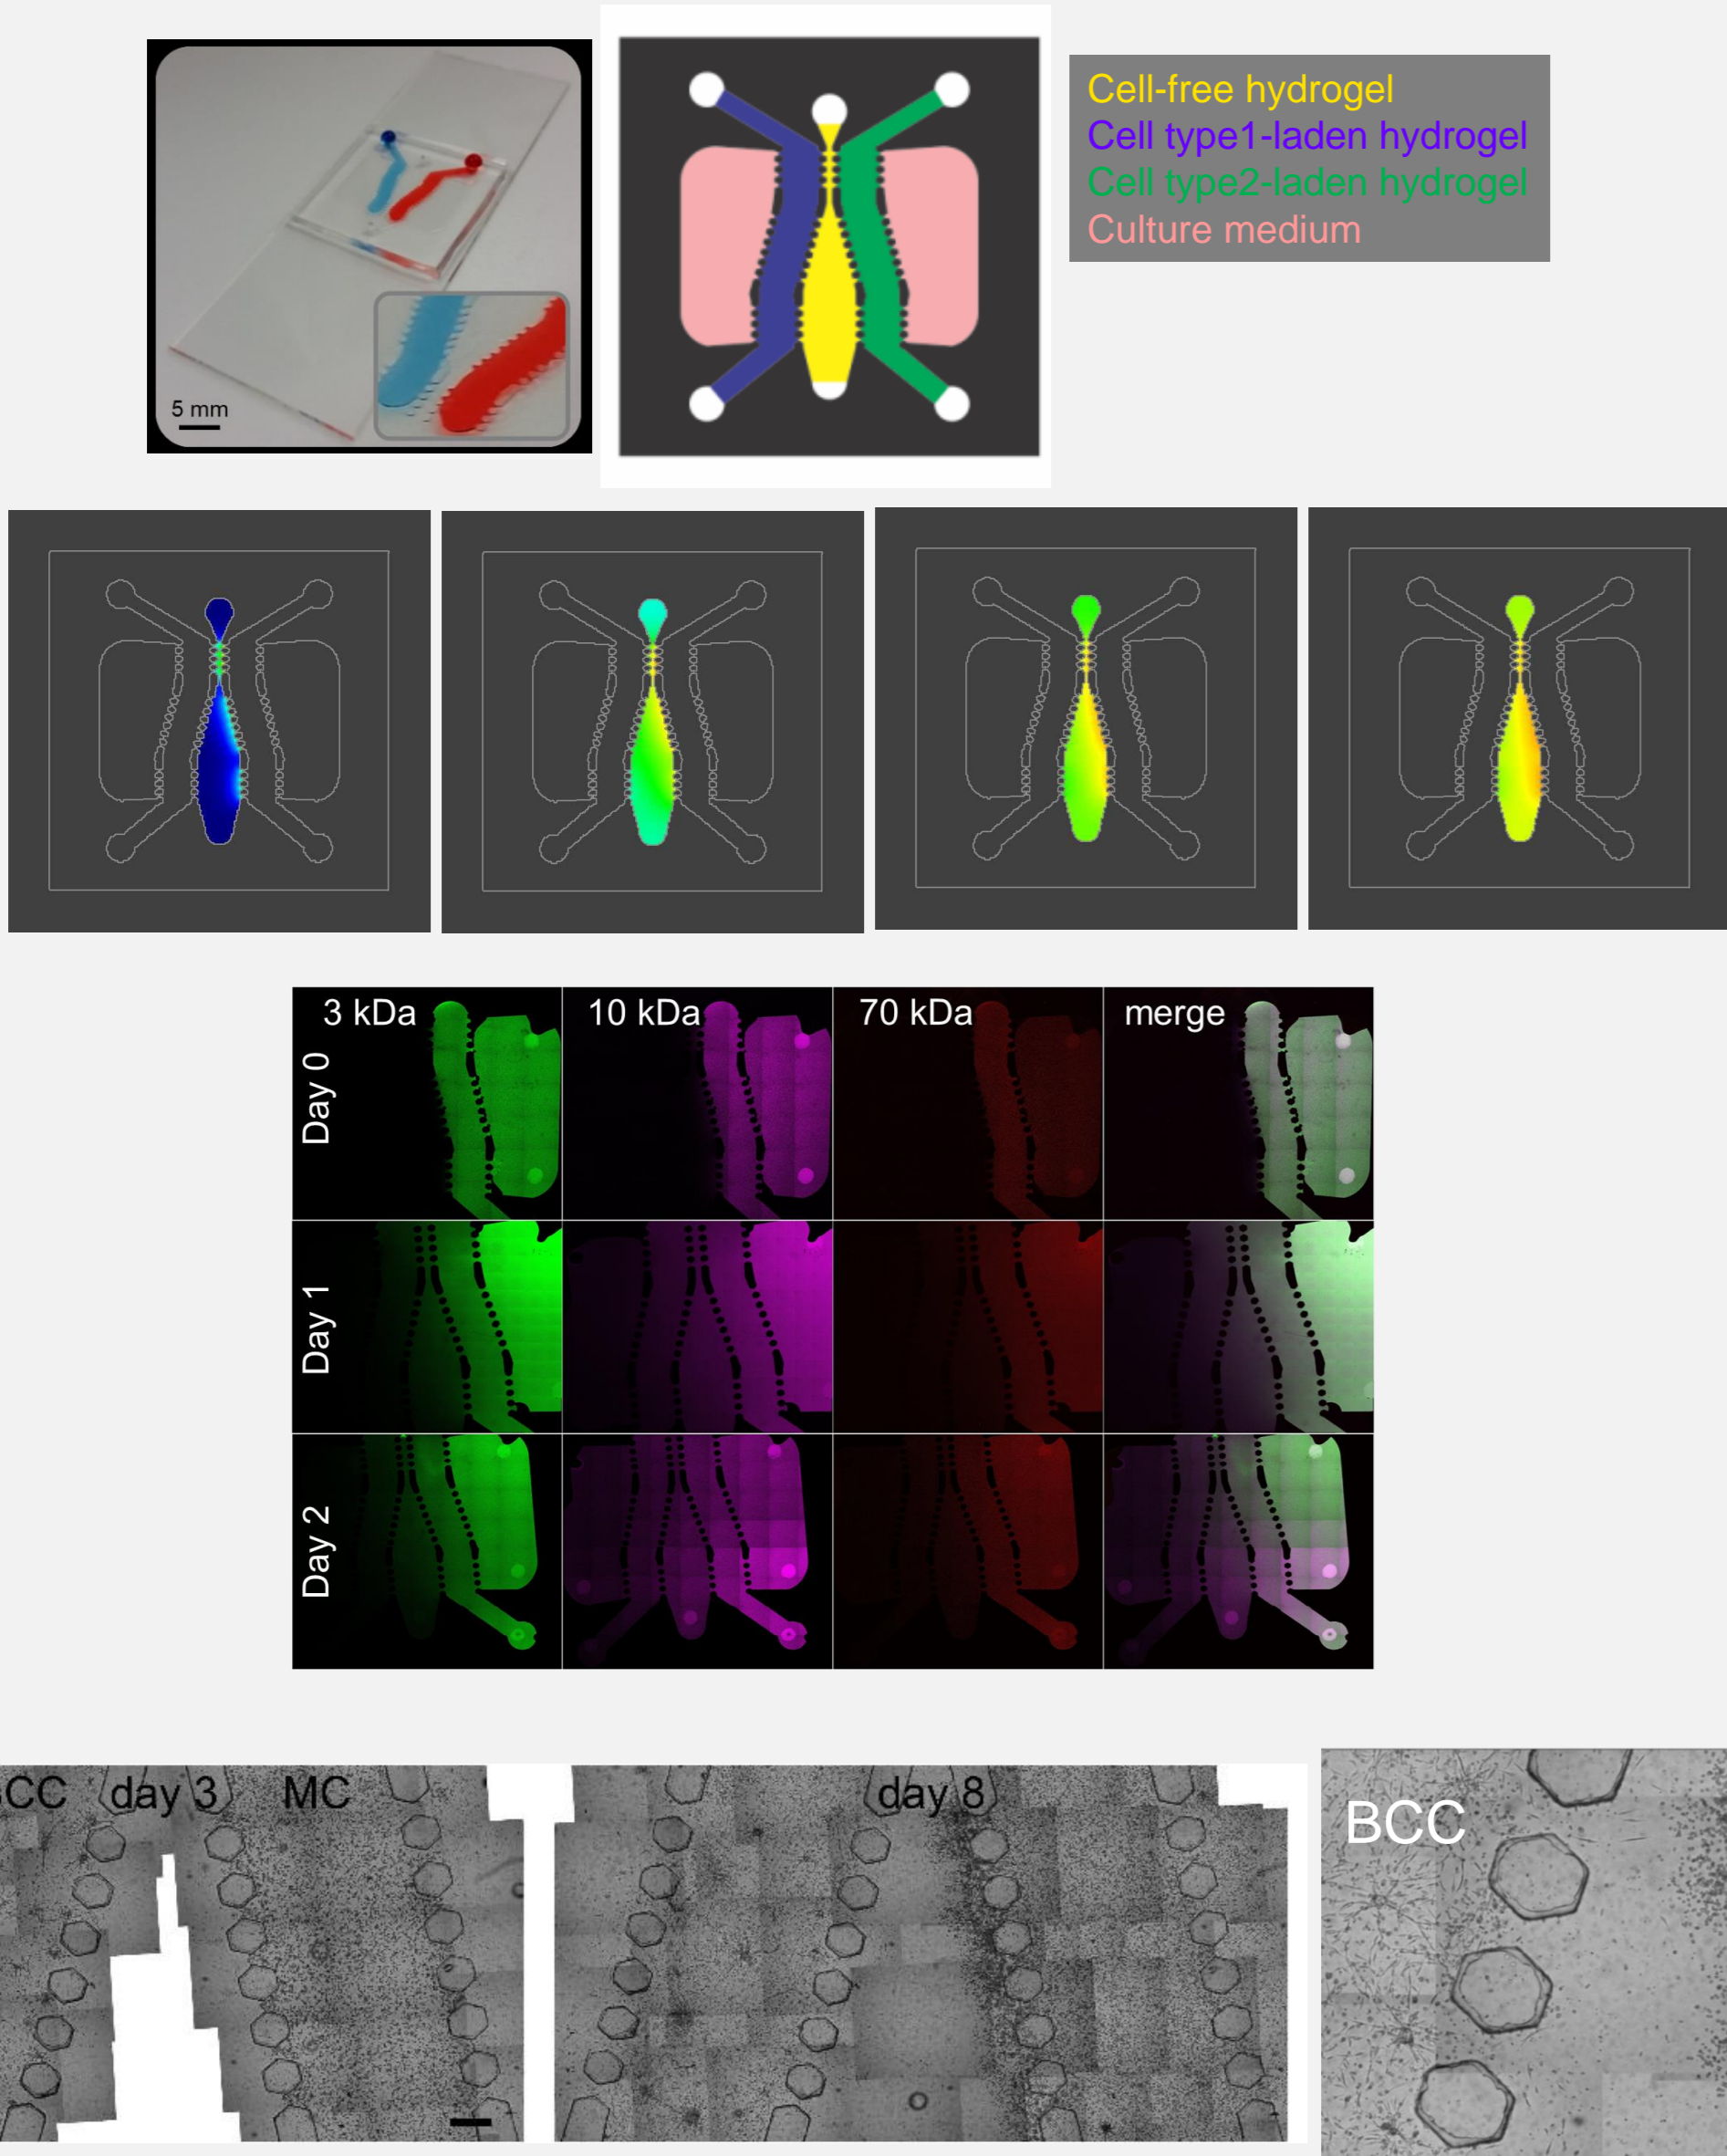 5 mm
Cell-free hydrogel
Cell type1-laden hydrogel
Cell type2-laden hydrogel
Culture medium
3 kDa
10 kDa
70 kDa
merge
Day 0
Day 1
Day 2
day 3
MC
day 8
BCC